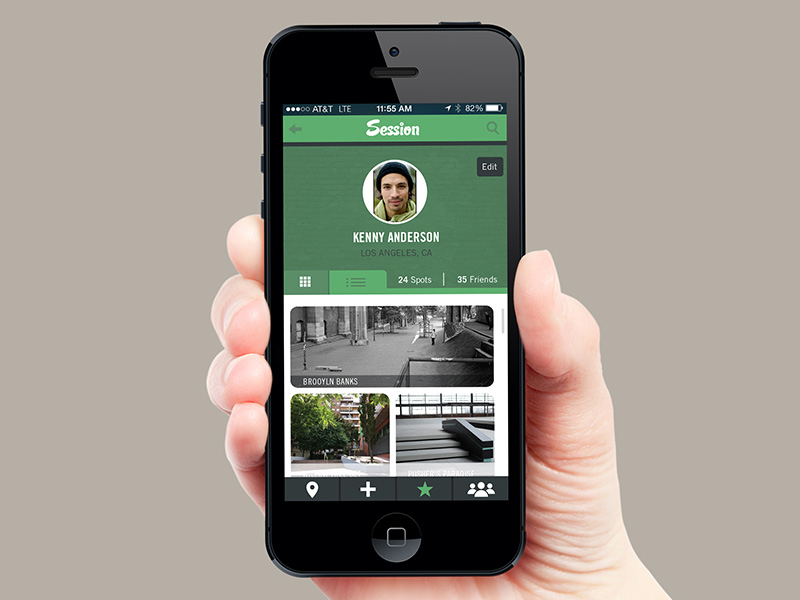 AT&T LTE 11:55 AM 82%
Session
Edit
KENNY ANDERSON
LOS ANGELES, CA
24 Spots 35 Friends
BROOYLN BANKS
PUSHER'S PARADISE